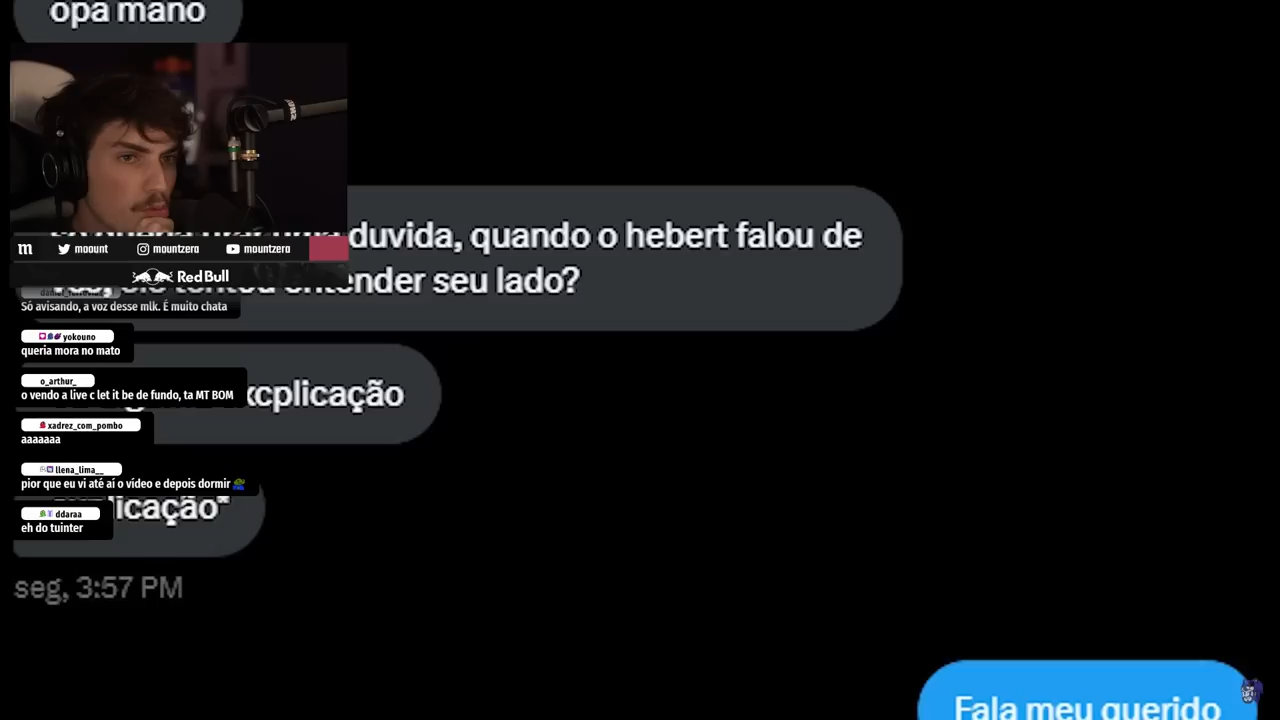 opa mano
duvida, quando o hebert falou de
entender seu lado?
xcplicação
licação*
seg, 3:57 PM
Fala meu querido
m moount mountzera mountzera
Red Bull
Só avisando, a voz desse mlk. É muito chata
yokouno
queria mora no mato
o_arthur_
o vendo a live c let it be de fundo, ta MT BOM
xadrez_com_pombo
aaaaaaa
llena_lima__
pior que eu vi até aí o vídeo e depois dormir
ddaraa
eh do tuinter